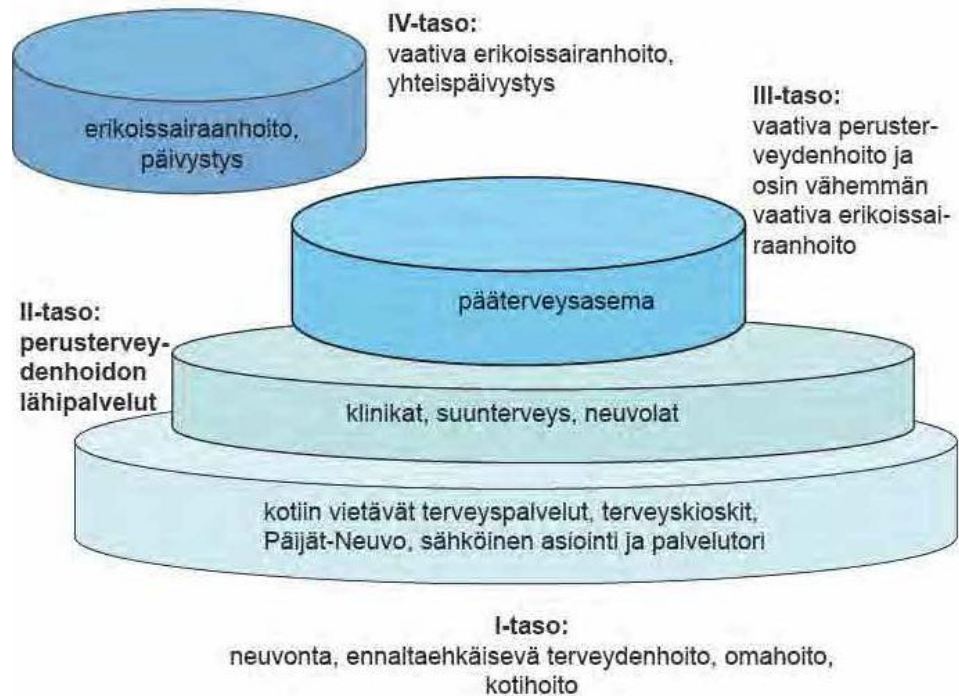 IV-taso:
vaativa erikoissairanhoito,
yhteispäivystys
erikoissairaanhoito,
päivystys
III-taso:
vaativa peruster-
veydenhoito ja
osin vähemmän
vaativa erikoissai-
raanhoito
pääterveysasema
II-taso:
perustervey-
denhoidon
lähipalvelut
klinikat, suunterveys, neuvolat
kotiin vietävät terveyspalvelut, terveyskioskit,
Päijät-Neuvo, sähköinen asiointi ja palvelutori
I-taso:
neuvonta, ennaltaehkäisevä terveydenhoito, omahoito,
kotihoito